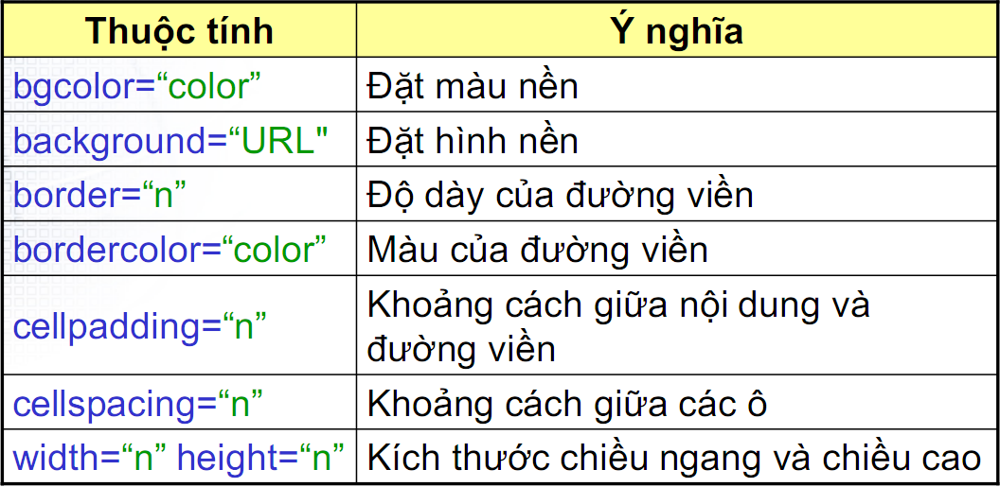 Thuộc tính Ý nghĩa
bgcolor=“color” Đặt màu nền
background=“URL" Đặt hình nền
border=“n” Độ dày của đường viền
bordercolor=“color” Màu của đường viền
cellpadding=“n” Khoảng cách giữa nội dung và
đường viền
cellspacing=“n” Khoảng cách giữa các ô
width=“n” height=“n” Kích thước chiều ngang và chiều cao